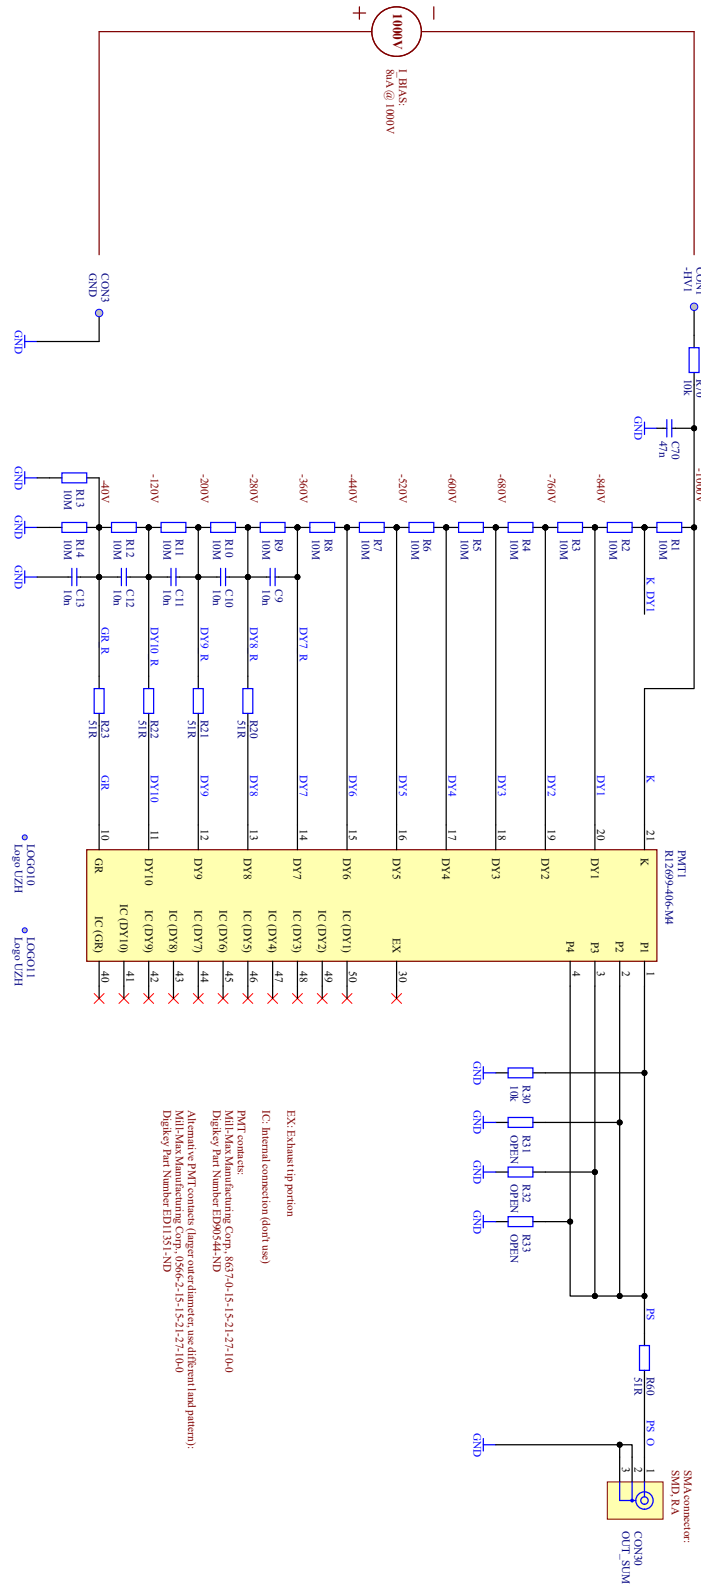 1000V
+
−
I_BIAS:
8uA @ 1000V
CON1
-HV1
R70
10k
C70
47n
GND
-1000V
CON3
GND
GND
R13
10M
GND
R14
10M
GND
C13
10n
GND
-40V
-120V
-200V
-280V
-360V
-440V
-520V
-600V
-680V
-760V
-840V
R12
10M
R11
10M
R10
10M
R9
10M
R8
10M
R7
10M
R6
10M
R5
10M
R4
10M
R3
10M
R2
10M
R1
10M
C12
10n
C11
10n
C10
10n
C9
10n
K_DY1
GR_R
DY10_R
DY9_R
DY8_R
DY7_R
R23
51R
R22
51R
R21
51R
R20
51R
GR
DY10
DY9
DY8
DY7
DY6
DY5
DY4
DY3
DY2
DY1
K
10
11
12
13
14
15
16
17
18
19
20
21
PMT1
R12699-406-M4
GR
DY10
DY9
DY8
DY7
DY6
DY5
DY4
DY3
DY2
DY1
K
IC (GR)
IC (DY10)
IC (DY9)
IC (DY8)
IC (DY7)
IC (DY6)
IC (DY5)
IC (DY4)
IC (DY3)
IC (DY2)
IC (DY1)
EX
P4
P3
P2
P1
40
41
42
43
44
45
46
47
48
49
50
30
4
3
2
1
LOGO10
Logo UZH
LOGO11
Logo UZH
R30
10k
GND
R31
OPEN
GND
R32
OPEN
GND
R33
OPEN
GND
EX: Exhaust tip portion
IC: Internal connection (don't use)
PMT contacts:
Mill-Max Manufacturing Corp., 8637-0-15-15-21-27-10-0
Digikey Part Number ED90544-ND
Alternative PMT contacts (larger outer diameter, use different land pattern):
Mill-Max Manufacturing Corp., 0566-2-15-15-21-27-10-0
Digikey Part Number ED11351-ND
PS
R60
51R
PS_O
GND
1
2
3
SMA connector:
SMD, RA
CON30
OUT_SUM